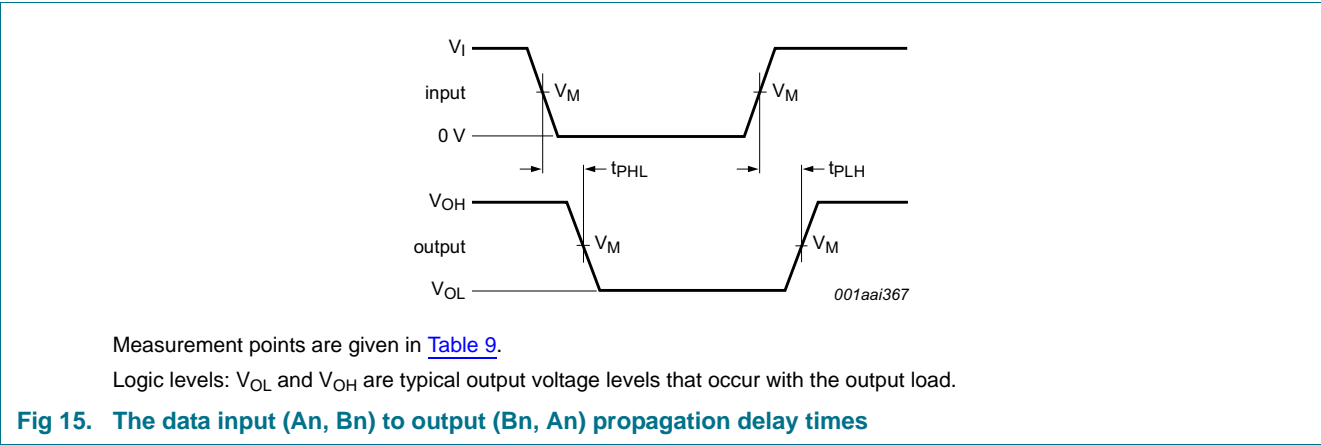 VI
input
VM
VM
0 V
tPHL
tPLH
VOH
output
VM
VM
VOL
001aai367
Measurement points are given in Table 9.
Logic levels: VOL and VOH are typical output voltage levels that occur with the output load.
Fig 15. The data input (An, Bn) to output (Bn, An) propagation delay times